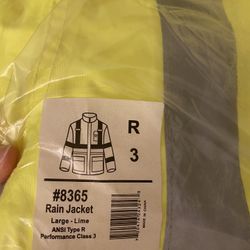 R
3
#8365
Rain Jacket
Large - Lime
ANSI Type R
Performance Class 3